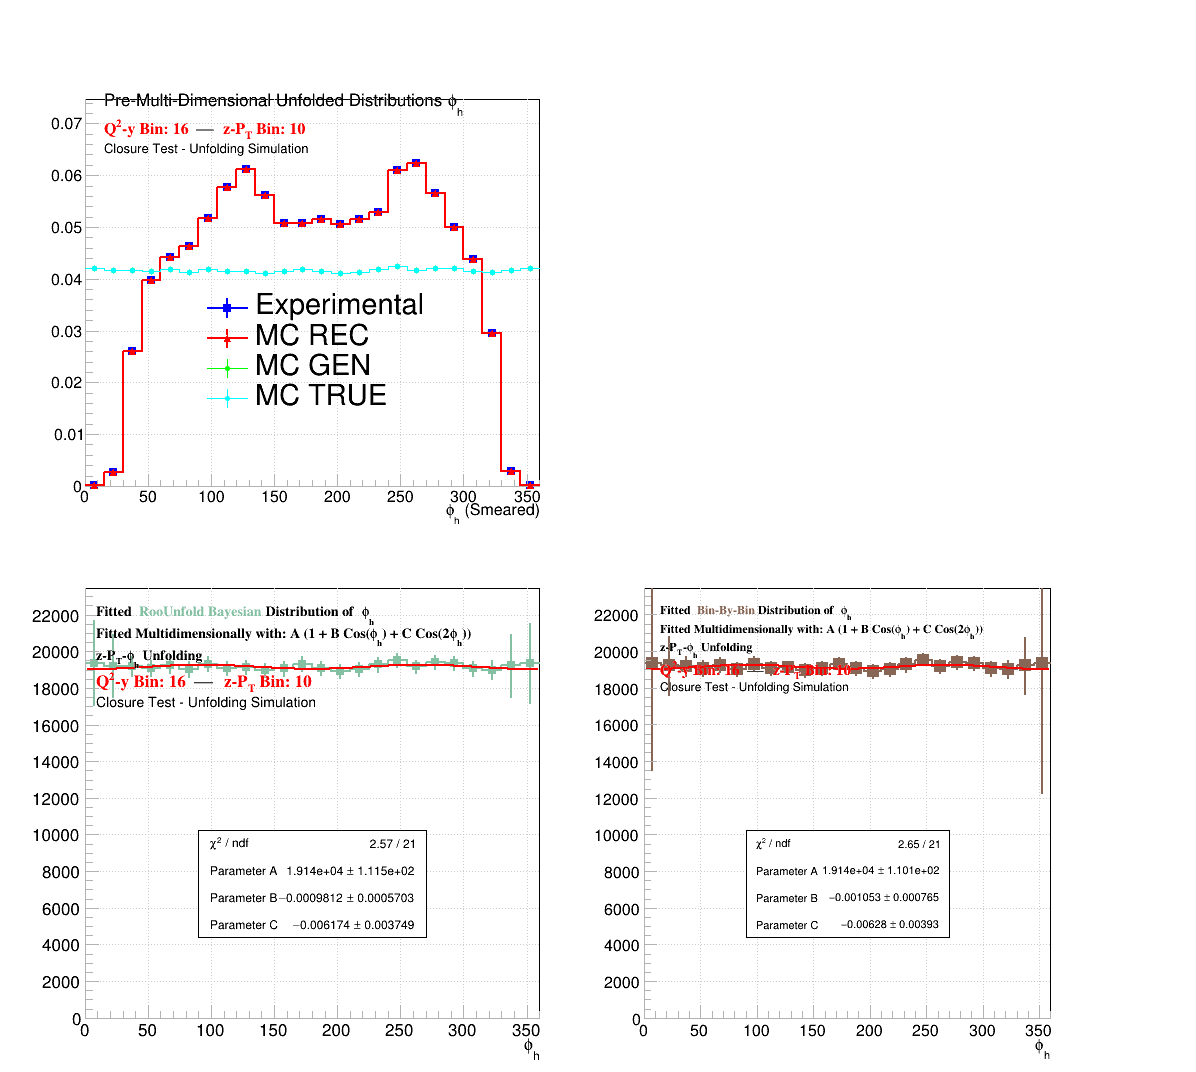 Pre-Multi-Dimensional Unfolded Distributions ϕh
Q2-y Bin: 16 — z-PT Bin: 10
Closure Test - Unfolding Simulation
0.07
0.06
0.05
0.04
0.03
0.02
0.01
0
Experimental
MC REC
MC GEN
MC TRUE
0 50 100 150 200 250 300 350
ϕh (Smeared)
Fitted RooUnfold Bayesian Distribution of ϕh
Fitted Multidimensionally with: A (1 + B Cos(ϕh) + C Cos(2ϕh))
z-PT-ϕh Unfolding
Q2-y Bin: 16 — z-PT Bin: 10
Closure Test - Unfolding Simulation
22000
20000
18000
16000
14000
12000
10000
8000
6000
4000
2000
0
χ2 / ndf 2.57 / 21
Parameter A 1.914e+04 ± 1.115e+02
Parameter B −0.0009812 ± 0.0005703
Parameter C −0.006174 ± 0.003749
0 50 100 150 200 250 300 350
ϕh
Fitted Bin-By-Bin Distribution of ϕh
Fitted Multidimensionally with: A (1 + B Cos(ϕh) + C Cos(2ϕh))
z-PT-ϕh Unfolding
Q2-y Bin: 16 — z-PT Bin: 10
Closure Test - Unfolding Simulation
22000
20000
18000
16000
14000
12000
10000
8000
6000
4000
2000
0
χ2 / ndf 2.65 / 21
Parameter A 1.914e+04 ± 1.101e+02
Parameter B −0.001053 ± 0.000765
Parameter C −0.00628 ± 0.00393
0 50 100 150 200 250 300 350
ϕh